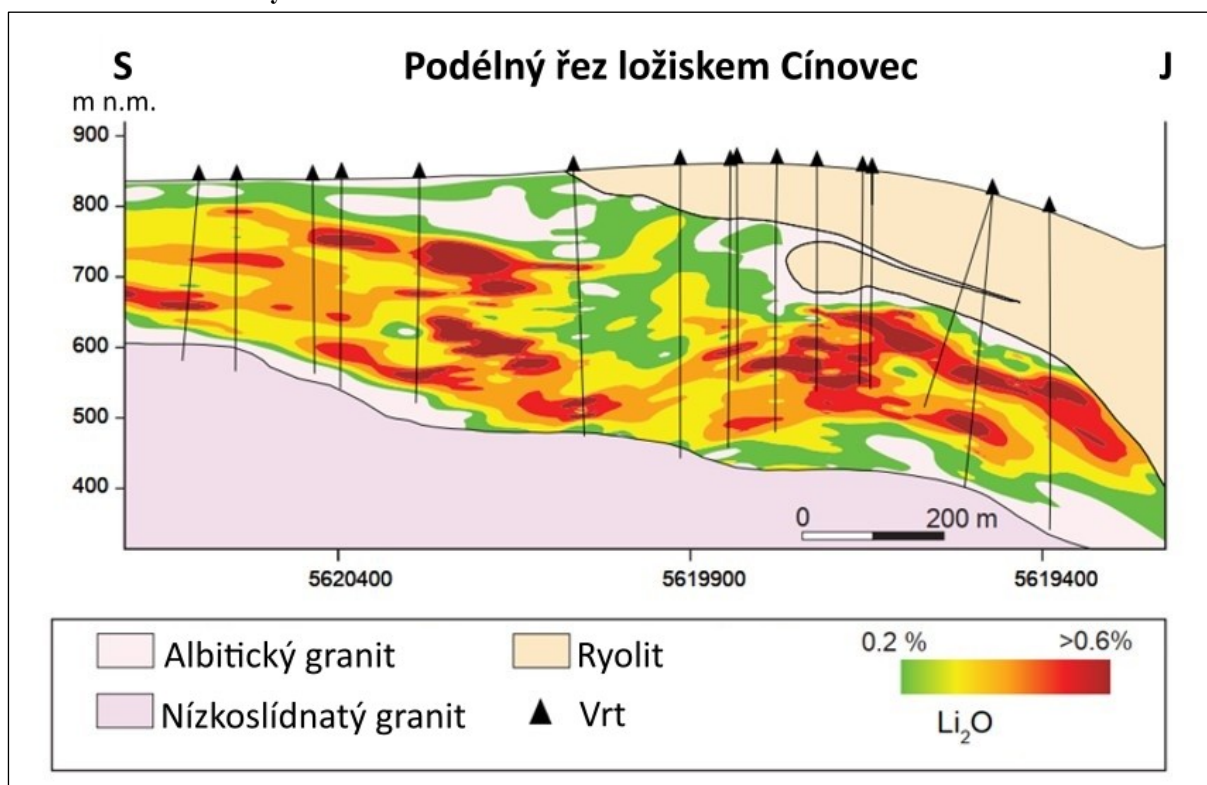 S Podélný řez ložiskem Cínovec J
m n.m.
900
800
700
600
500
400
0 200 m
5620400 5619900 5619400
Albitický granit Ryolit 0.2 % >0.6%
Nízkoslídnatý granit Vrt Li₂O